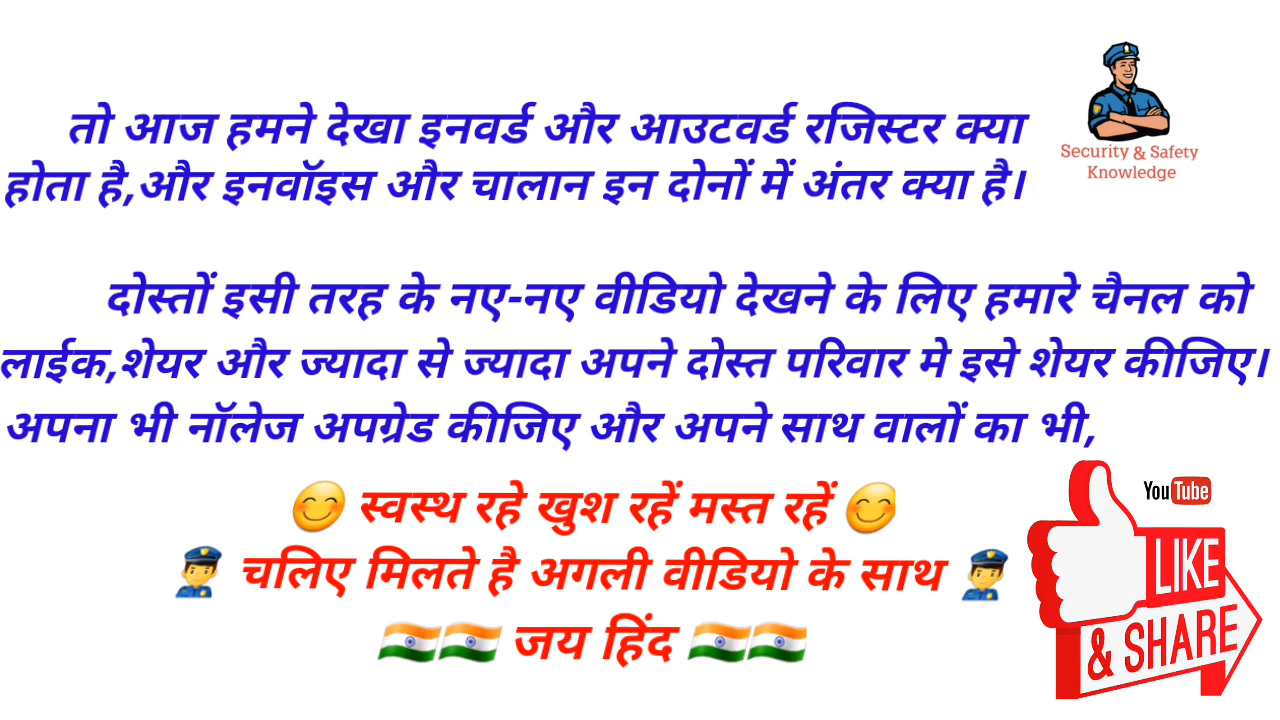 तो आज हमने देखा इनवर्ड और आउटवर्ड रजिस्टर क्या
होता है,और इनवॉइस और चालान इन दोनों में अंतर क्या है।
Security & Safety
Knowledge
दोस्तों इसी तरह के नए-नए वीडियो देखने के लिए हमारे चैनल को
लाईक,शेयर और ज्यादा से ज्यादा अपने दोस्त परिवार मे इसे शेयर कीजिए।
अपना भी नॉलेज अपग्रेड कीजिए और अपने साथ वालों का भी,
😊 स्वस्थ रहे खुश रहें मस्त रहें 😊
👮 चलिए मिलते है अगली वीडियो के साथ 👮
🇮🇳🇮🇳 जय हिंद 🇮🇳🇮🇳
YouTube
LIKE
& SHARE